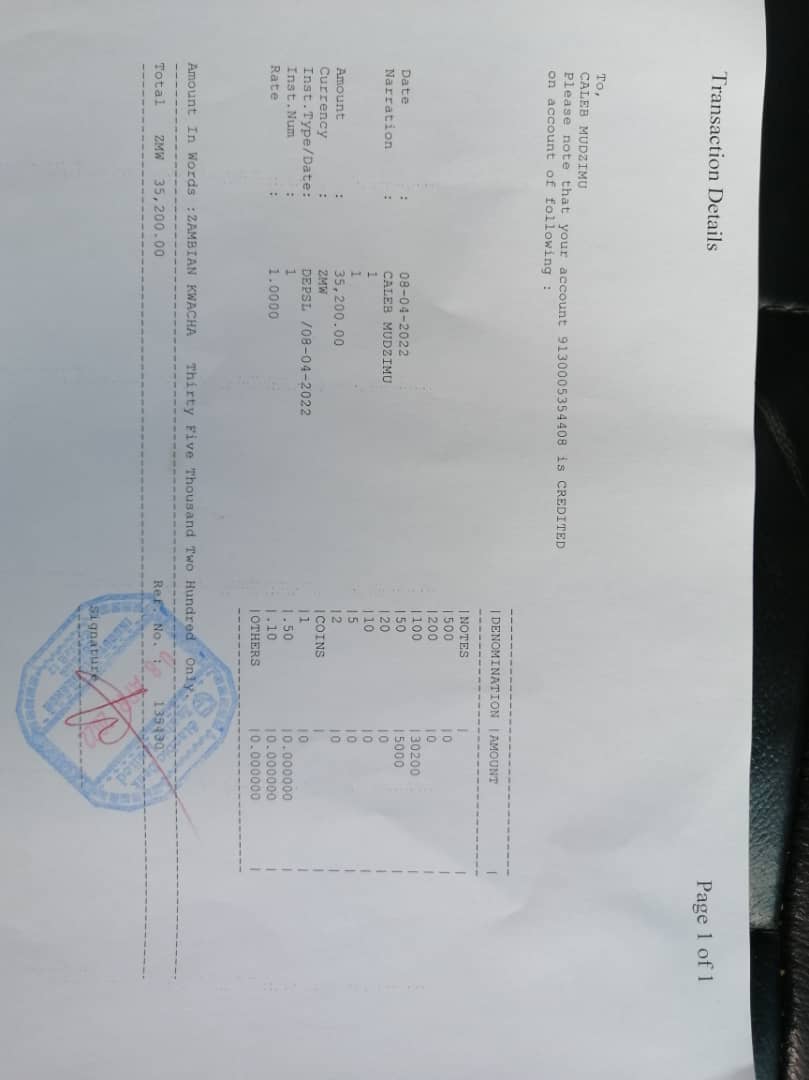 Transaction Details
Page 1 of 1
To,
CALEB MUDZIMU
Please note that your account 9130005354408 is CREDITED
on account of following :
|DENOMINATION |AMOUNT |
|NOTES | |
|500 |0 |
|200 |0 |
|100 |30200 |
|50 |5000 |
|20 |0 |
|10 |0 |
|5 |0 |
|2 |0 |
|COINS | |
|1 |0 |
|.50 |0.000000 |
|.10 |0.000000 |
|OTHERS |0.000000 |
Date : 08-04-2022
Narration : CALEB MUDZIMU
1
1
Amount : 35,200.00
Currency : ZMW
Inst.Type/Date: DEPSL /08-04-2022
Inst.Num : 1
Rate : 1.0000
Amount In Words :ZAMBIAN KWACHA Thirty Five Thousand Two Hundred Only.
Total ZMW 35,200.00 Ref. No. : 135430
Signature